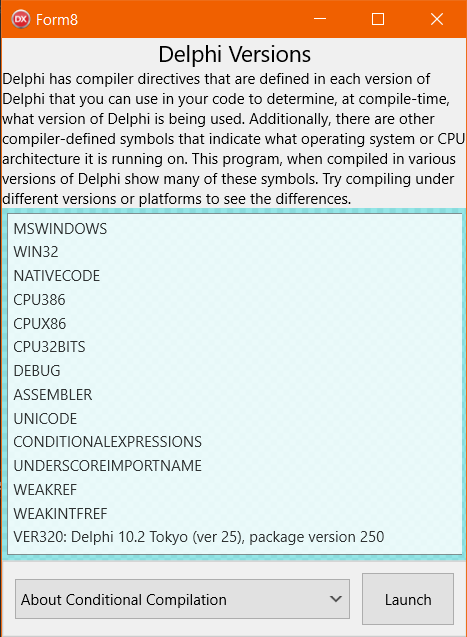 DX Form8
Delphi Versions
Delphi has compiler directives that are defined in each version of
Delphi that you can use in your code to determine, at compile-time,
what version of Delphi is being used. Additionally, there are other
compiler-defined symbols that indicate what operating system or CPU
architecture it is running on. This program, when compiled in various
versions of Delphi show many of these symbols. Try compiling under
different versions or platforms to see the differences.
MSWINDOWS
WIN32
NATIVECODE
CPU386
CPUX86
CPU32BITS
DEBUG
ASSEMBLER
UNICODE
CONDITIONALEXPRESSIONS
UNDERSCOREIMPORTNAME
WEAKREF
WEAKINTFREF
VER320: Delphi 10.2 Tokyo (ver 25), package version 250
About Conditional Compilation
Launch